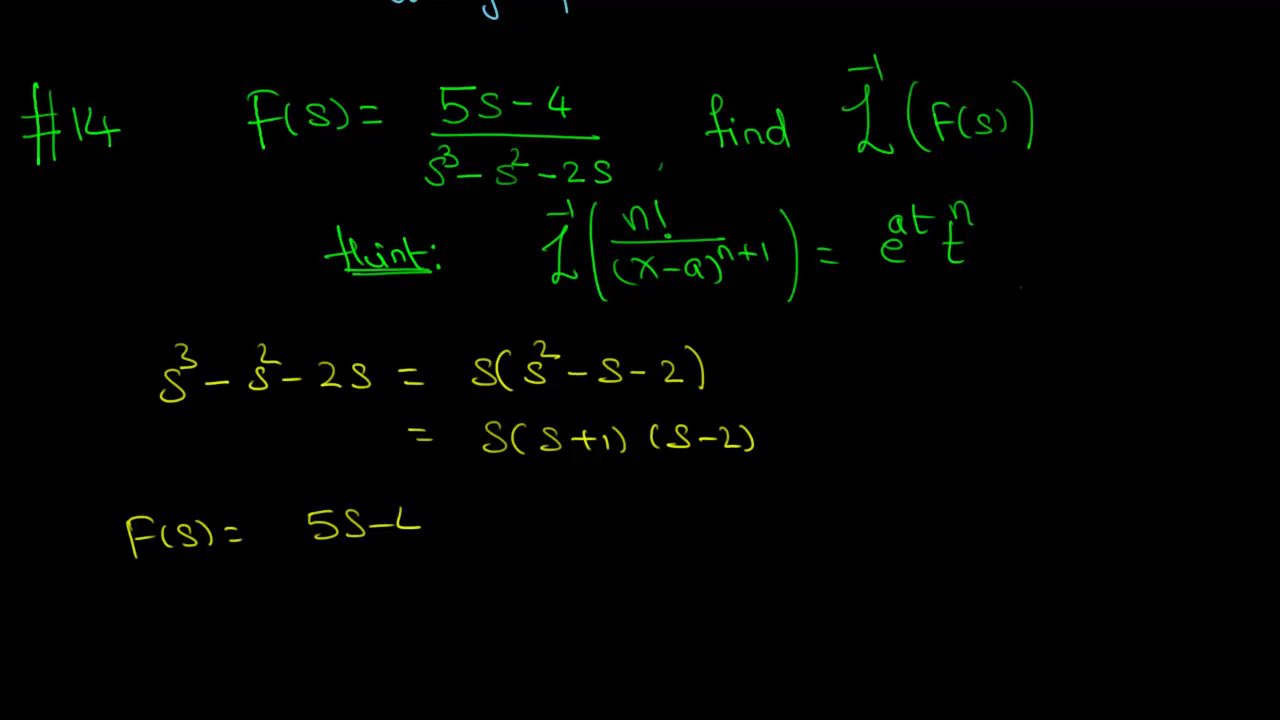 #14 F(s) = 5s-4 / s³-s²-2s , find L⁻¹(F(s))
Hint: L⁻¹( n! / (x-a)ⁿ⁺¹ ) = eᵃᵗ tⁿ
s³ - s² - 2s = s(s² - s - 2)
= s(s+1)(s-2)
F(s) = 5s-4